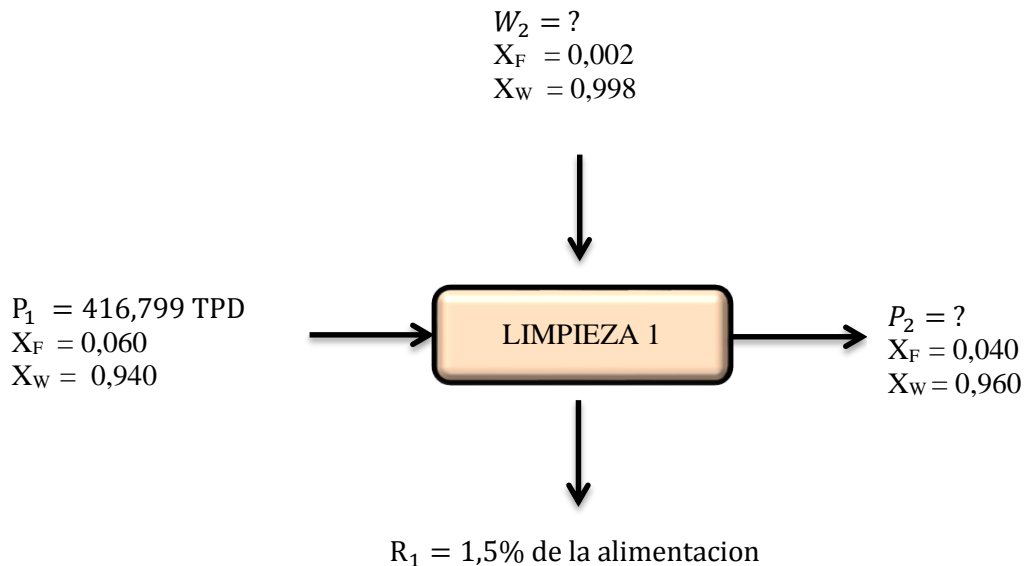 W₂ = ?
X_F = 0,002
X_W = 0,998
P₁ = 416,799 TPD
X_F = 0,060
X_W = 0,940
LIMPIEZA 1
P₂ = ?
X_F = 0,040
X_W = 0,960
R₁ = 1,5% de la alimentacion